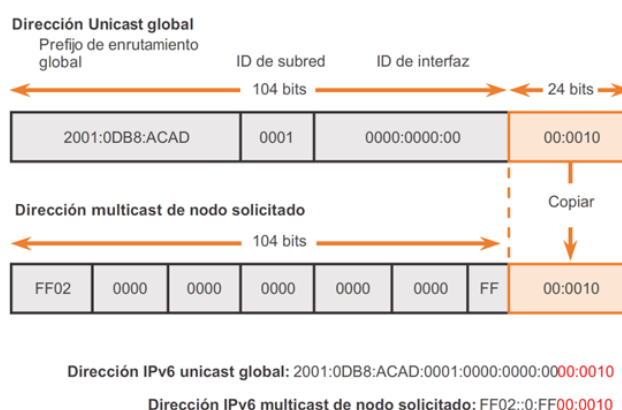 Dirección Unicast global
Prefijo de enrutamiento
global
ID de subred
ID de interfaz
104 bits
24 bits
2001:0DB8:ACAD
0001
0000:0000:00
00:0010
Copiar
Dirección multicast de nodo solicitado
104 bits
FF02
0000
0000
0000
0000
0000
FF
00:0010
Dirección IPv6 unicast global: 2001:0DB8:ACAD:0001:0000:0000:0000:0010
Dirección IPv6 multicast de nodo solicitado: FF02::0:FF00:0010